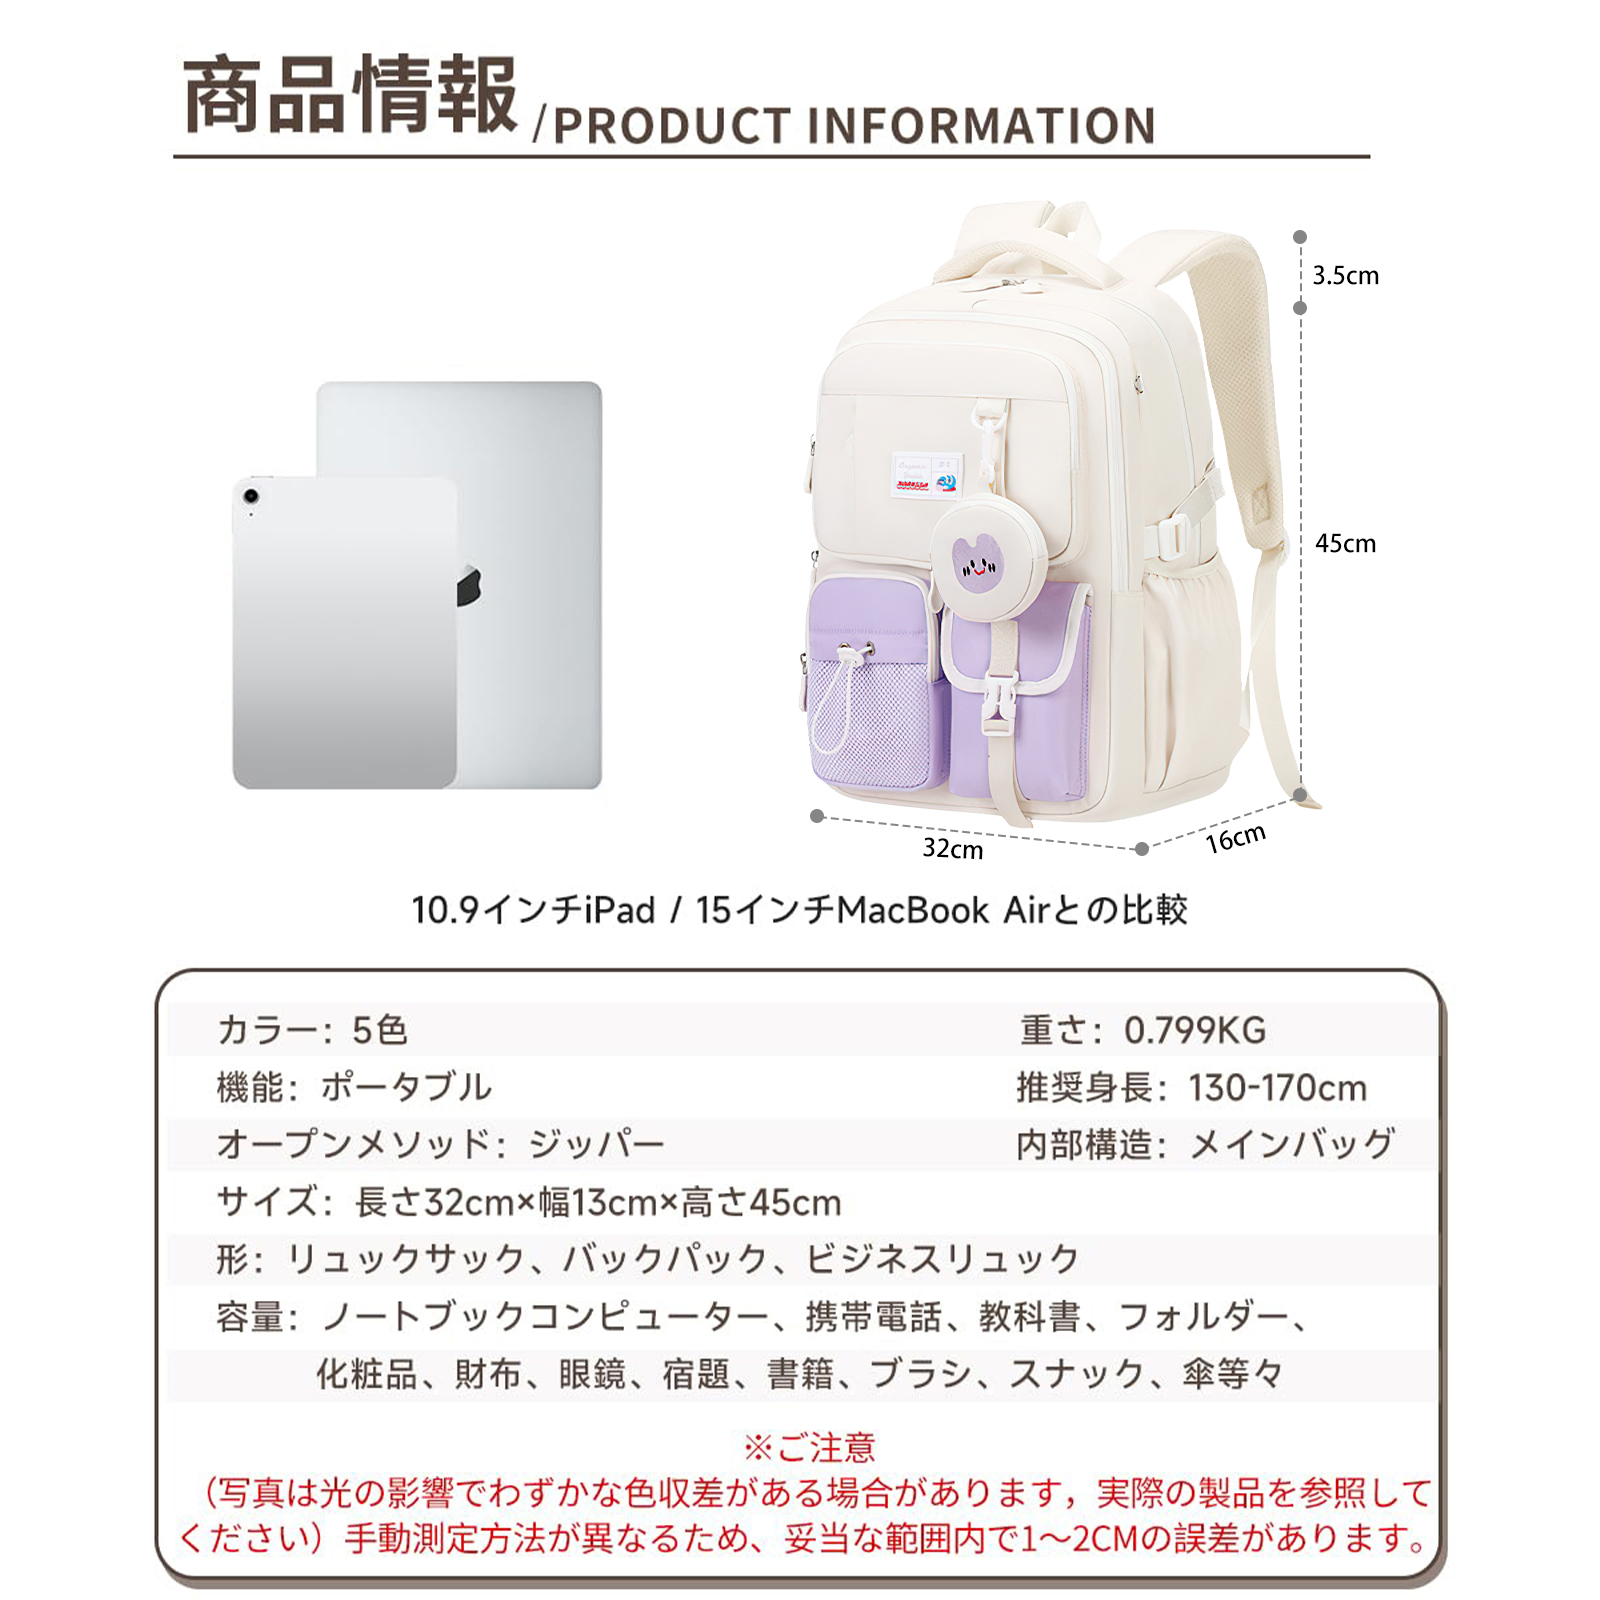 商品情報/PRODUCT INFORMATION
3.5cm
45cm
32cm
16cm
10.9インチiPad / 15インチMacBook Airとの比較
カラー：5色
重さ：0.799KG
機能：ポータブル
推奨身長：130-170cm
オープンメソッド：ジッパー
内部構造：メインバッグ
サイズ：長さ32cm×幅13cm×高さ45cm
形：リュックサック、バックパック、ビジネスリュック
容量：ノートブックコンピューター、携帯電話、教科書、フォルダー、
化粧品、財布、眼鏡、宿題、書籍、ブラシ、スナック、傘等々
※ご注意
（写真は光の影響でわずかな色収差がある場合があります，実際の製品を参照して
ください）手動測定方法が異なるため、妥当な範囲内で1～2CMの誤差があります。